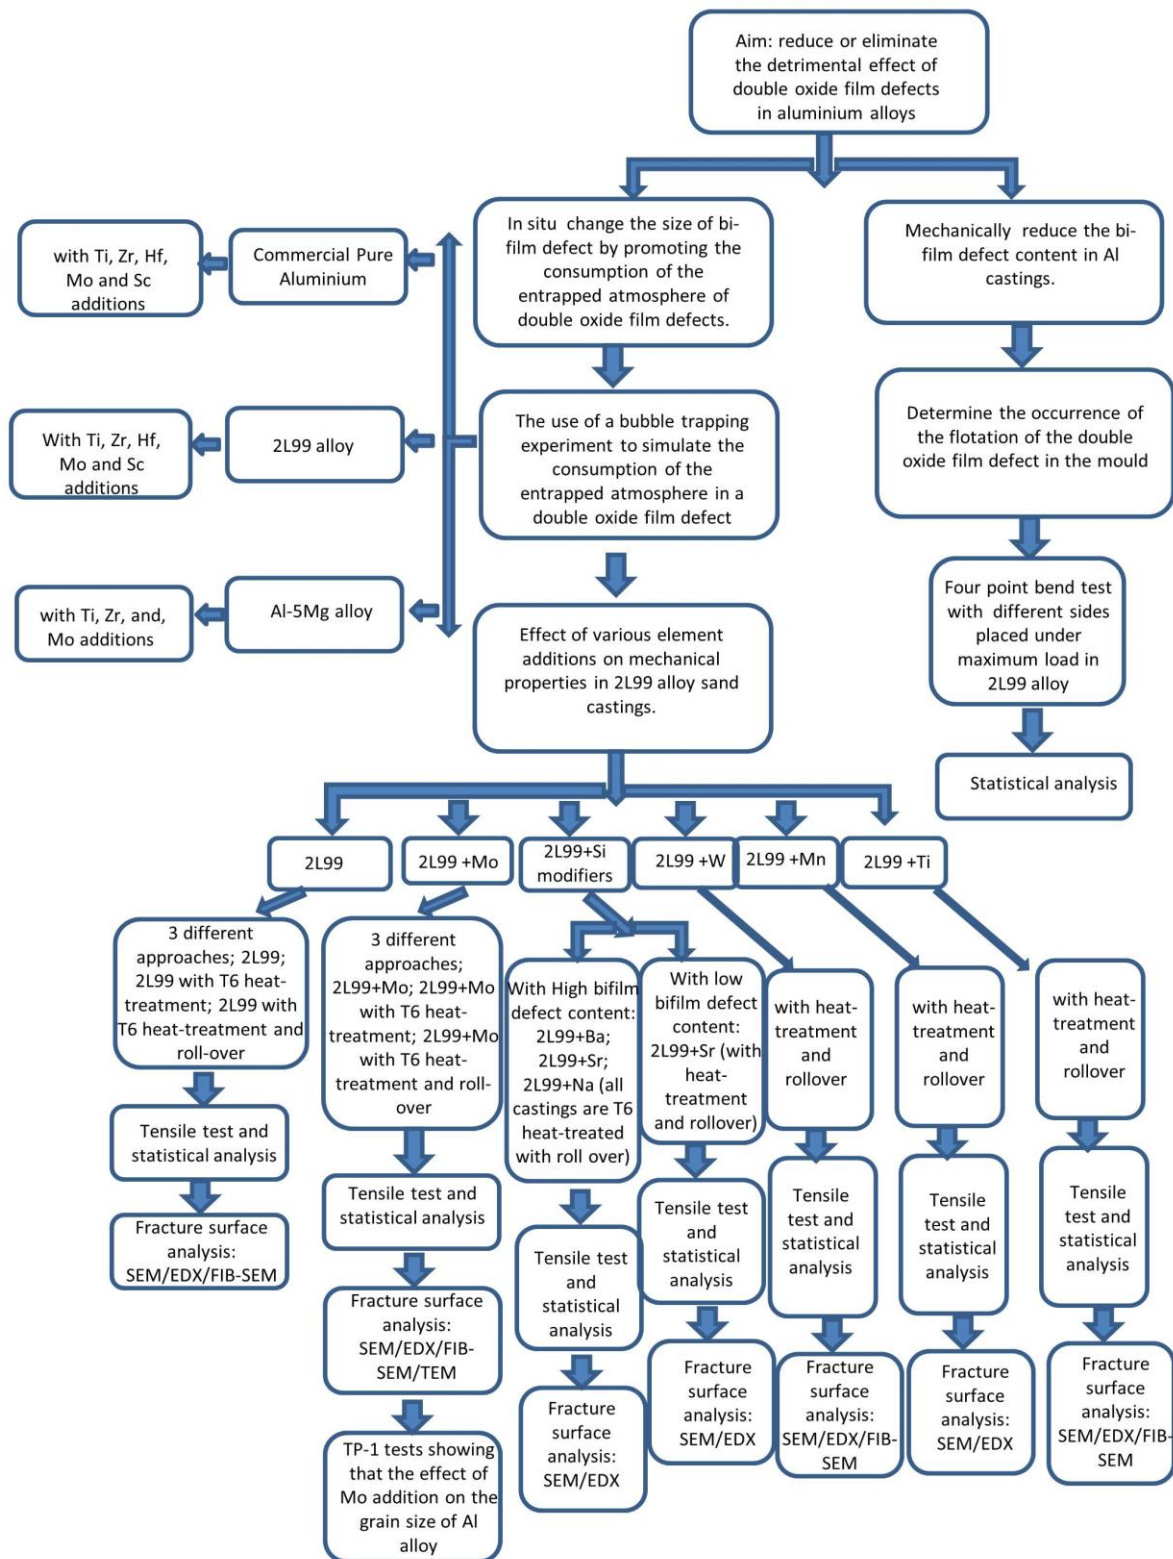 Aim: reduce or eliminate
the detrimental effect of
double oxide film defects
in aluminium alloys
In situ change the size of bi-
film defect by promoting the
consumption of the
entrapped atmosphere of
double oxide film defects.
Mechanically reduce the bi-
film defect content in Al
castings.
with Ti, Zr, Hf,
Mo and Sc
additions
Commercial Pure
Aluminium
With Ti, Zr, Hf,
Mo and Sc
additions
2L99 alloy
The use of a bubble trapping
experiment to simulate the
consumption of the
entrapped atmosphere in a
double oxide film defect
Determine the occurrence of
the flotation of the double
oxide film defect in the mould
with Ti, Zr, and,
Mo additions
Al-5Mg alloy
Effect of various element
additions on mechanical
properties in 2L99 alloy sand
castings.
Four point bend test
with different sides
placed under
maximum load in
2L99 alloy
Statistical analysis
2L99
2L99 +Mo
2L99+Si
modifiers
2L99 +W
2L99 +Mn
2L99 +Ti
3 different
approaches; 2L99;
2L99 with T6 heat-
treatment; 2L99 with
T6 heat-treatment and
roll-over
3 different
approaches;
2L99+Mo; 2L99+Mo
with T6 heat-
treatment; 2L99+Mo
with T6 heat-
treatment and roll-
over
With High bifilm
defect content:
2L99+Ba;
2L99+Sr;
2L99+Na (all
castings are T6
heat-treated
with roll over)
With low
bifilm defect
content:
2L99+Sr (with
heat-
treatment
and rollover)
with heat-
treatment
and
rollover
with heat-
treatment
and
rollover
with heat-
treatment
and
rollover
Tensile test and
statistical analysis
Tensile test and
statistical analysis
Tensile test
and
statistical
analysis
Tensile test
and
statistical
analysis
Tensile
test and
statistical
analysis
Tensile
test and
statistical
analysis
Tensile
test and
statistical
analysis
Fracture surface
analysis:
SEM/EDX/FIB-SEM
Fracture surface
analysis:
SEM/EDX/FIB-
SEM/TEM
Fracture
surface
analysis:
SEM/EDX
Fracture
surface
analysis:
SEM/EDX
Fracture
surface
analysis:
SEM/EDX/FIB-
SEM
Fracture
surface
analysis:
SEM/EDX
Fracture
surface
analysis:
SEM/EDX/FIB-
SEM
TP-1 tests showing
that the effect of
Mo addition on the
grain size of Al
alloy